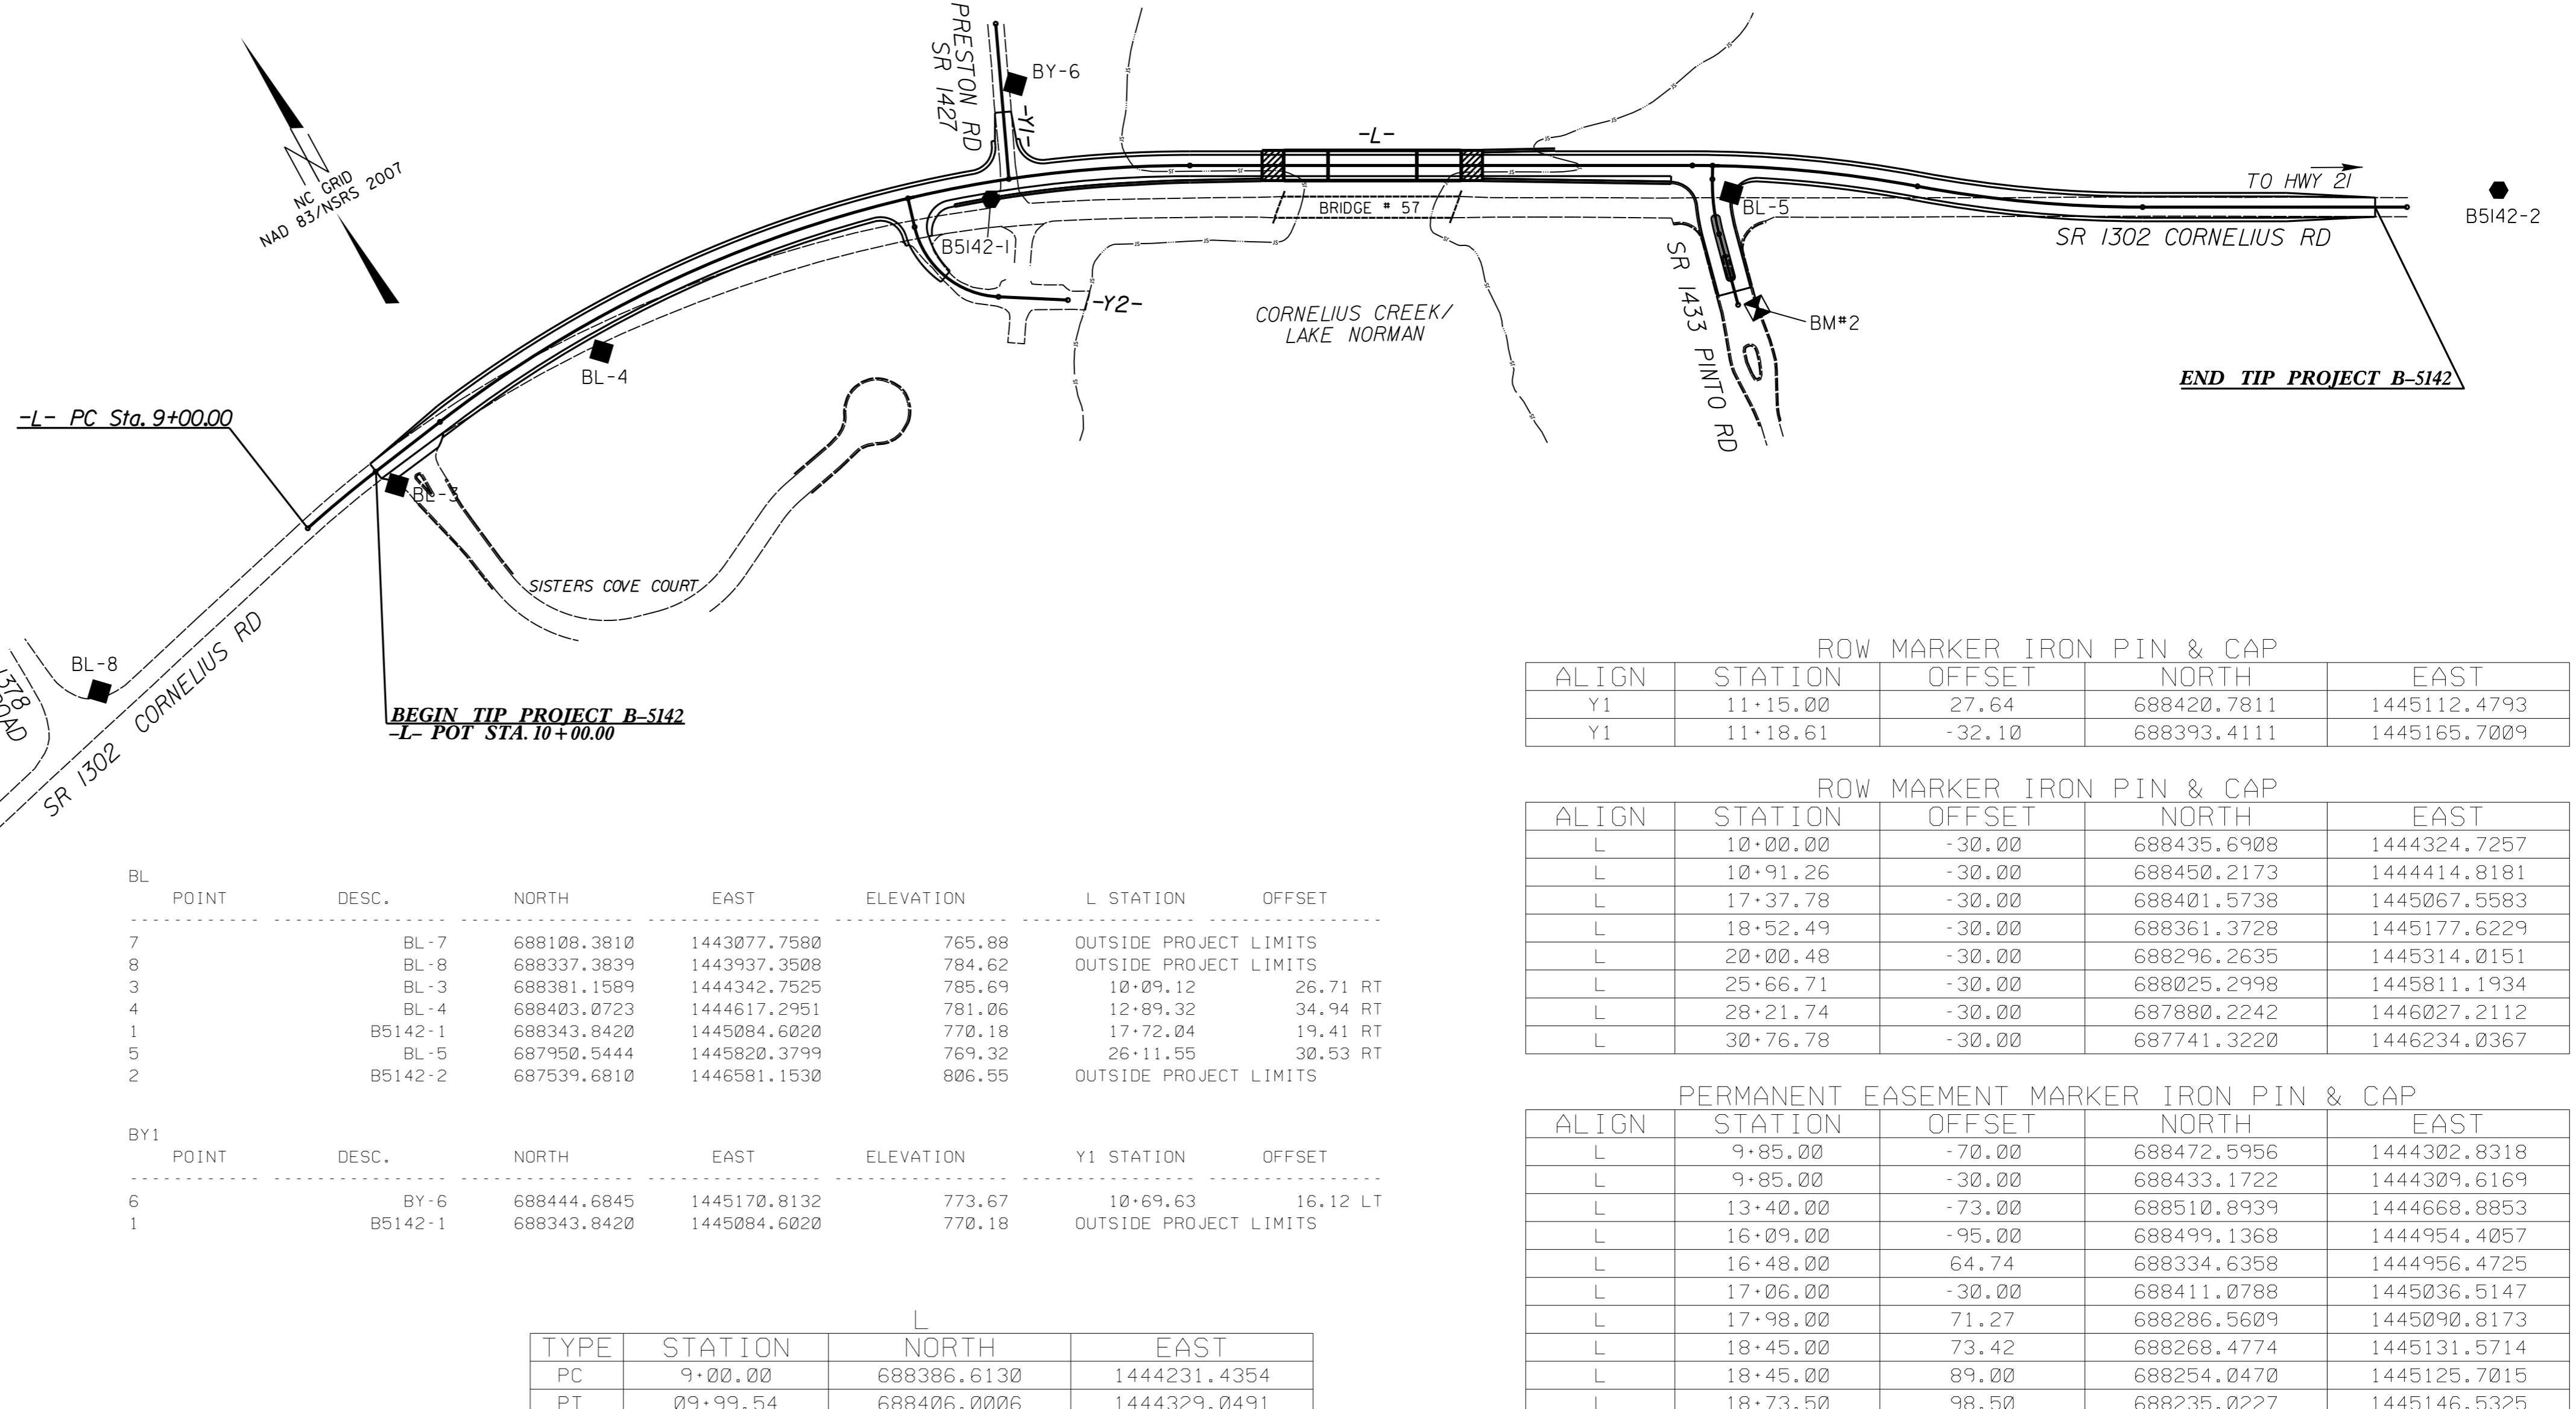 PRESTON RD
SR 1427
BY-6
-Y1-
-L-
NC GRID
NAD 83/NSRS 2007
TO HWY 21
B5142-2
BL-5
BRIDGE # 57
B5142-1
SR 1302 CORNELIUS RD
SR 1433 PINTO RD
-Y2-
CORNELIUS CREEK/
LAKE NORMAN
BM#2
BL-4
END TIP PROJECT B-5142
-L- PC Sta. 9+00.00
BL-3
SISTERS COVE COURT
BL-8
1378
OAD
SR 1302 CORNELIUS RD
BEGIN TIP PROJECT B-5142
-L- POT STA. 10+00.00
ROW MARKER IRON PIN & CAP
ALIGN STATION OFFSET NORTH EAST
Y1 11+15.00 27.64 688420.7811 1445112.4793
Y1 11+18.61 -32.10 688393.4111 1445165.7009
ROW MARKER IRON PIN & CAP
ALIGN STATION OFFSET NORTH EAST
L 10+00.00 -30.00 688435.6908 1444324.7257
L 10+91.26 -30.00 688450.2173 1444414.8181
L 17+37.78 -30.00 688401.5738 1445067.5583
L 18+52.49 -30.00 688361.3728 1445177.6229
L 20+00.48 -30.00 688296.2635 1445314.0151
L 25+66.71 -30.00 688025.2998 1445811.1934
L 28+21.74 -30.00 687880.2242 1446027.2112
L 30+76.78 -30.00 687741.3220 1446234.0367
PERMANENT EASEMENT MARKER IRON PIN & CAP
ALIGN STATION OFFSET NORTH EAST
L 9+85.00 -70.00 688472.5956 1444302.8318
L 9+85.00 -30.00 688433.1722 1444309.6169
L 13+40.00 -73.00 688510.8939 1444668.8853
L 16+09.00 -95.00 688499.1368 1444954.4057
L 16+48.00 64.74 688334.6358 1444956.4725
L 17+06.00 -30.00 688411.0788 1445036.5147
L 17+98.00 71.27 688286.5609 1445090.8173
L 18+45.00 73.42 688268.4774 1445131.5714
L 18+45.00 89.00 688254.0470 1445125.7015
L 18+73.50 98.50 688235.0227 1445146.5325
BL
POINT DESC. NORTH EAST ELEVATION L STATION OFFSET
7 BL-7 688108.3810 1443077.7580 765.88 OUTSIDE PROJECT LIMITS
8 BL-8 688337.3839 1443937.3508 784.62 OUTSIDE PROJECT LIMITS
3 BL-3 688381.1589 1444342.7525 785.69 10+09.12 26.71 RT
4 BL-4 688403.0723 1444617.2951 781.06 12+89.32 34.94 RT
1 B5142-1 688343.8420 1445084.6020 770.18 17+72.04 19.41 RT
5 BL-5 687950.5444 1445820.3799 769.32 26+11.55 30.53 RT
2 B5142-2 687539.6810 1446581.1530 806.55 OUTSIDE PROJECT LIMITS
BY1
POINT DESC. NORTH EAST ELEVATION Y1 STATION OFFSET
6 BY-6 688444.6845 1445170.8132 773.67 10+69.63 16.12 LT
1 B5142-1 688343.8420 1445084.6020 770.18 OUTSIDE PROJECT LIMITS
L
TYPE STATION NORTH EAST
PC 9+00.00 688386.6130 1444231.4354
PT 09+99.54 688406.0006 1444329.0491